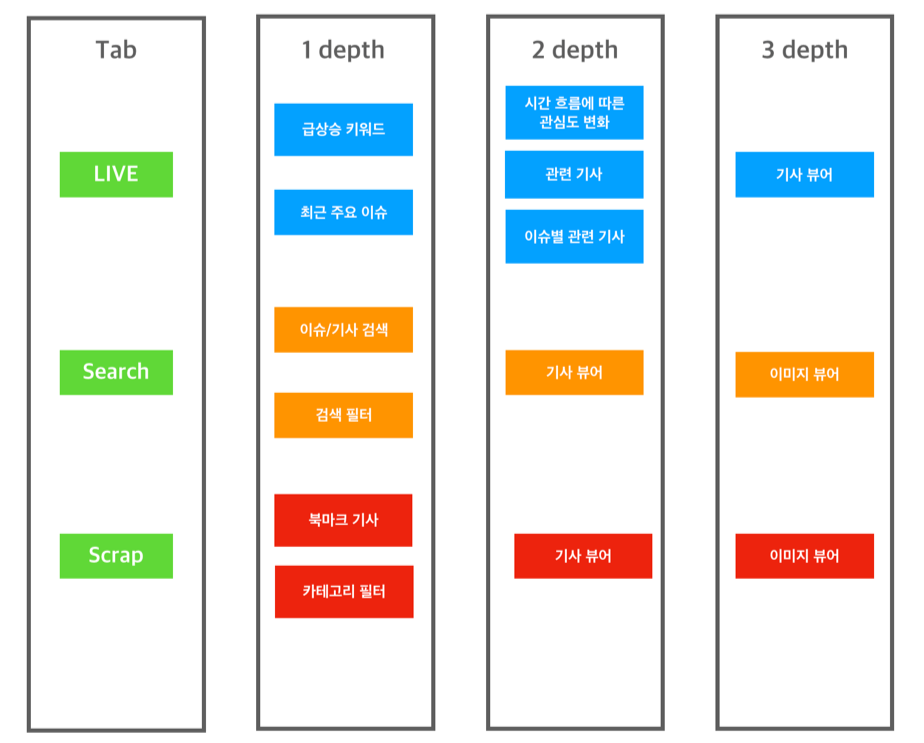 Tab
LIVE
Search
Scrap
1 depth
급상승 키워드
최근 주요 이슈
이슈/기사 검색
검색 필터
북마크 기사
카테고리 필터
2 depth
시간 흐름에 따른
관심도 변화
관련 기사
이슈별 관련 기사
기사 뷰어
기사 뷰어
3 depth
기사 뷰어
이미지 뷰어
이미지 뷰어